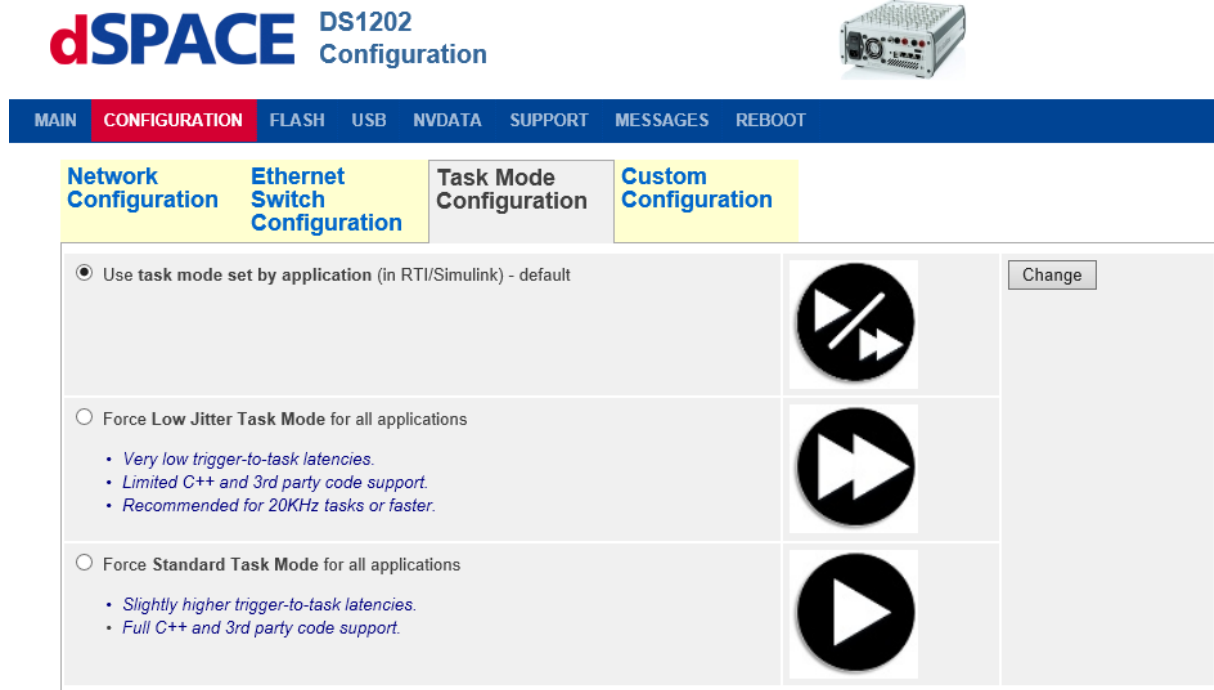 dSPACE
DS1202
Configuration
MAIN CONFIGURATION FLASH USB NVDATA SUPPORT MESSAGES REBOOT
Network
Configuration
Ethernet
Switch
Configuration
Task Mode
Configuration
Custom
Configuration
Use task mode set by application (in RTI/Simulink) - default
Change
Force Low Jitter Task Mode for all applications
• Very low trigger-to-task latencies.
• Limited C++ and 3rd party code support.
• Recommended for 20KHz tasks or faster.
Force Standard Task Mode for all applications
• Slightly higher trigger-to-task latencies.
• Full C++ and 3rd party code support.